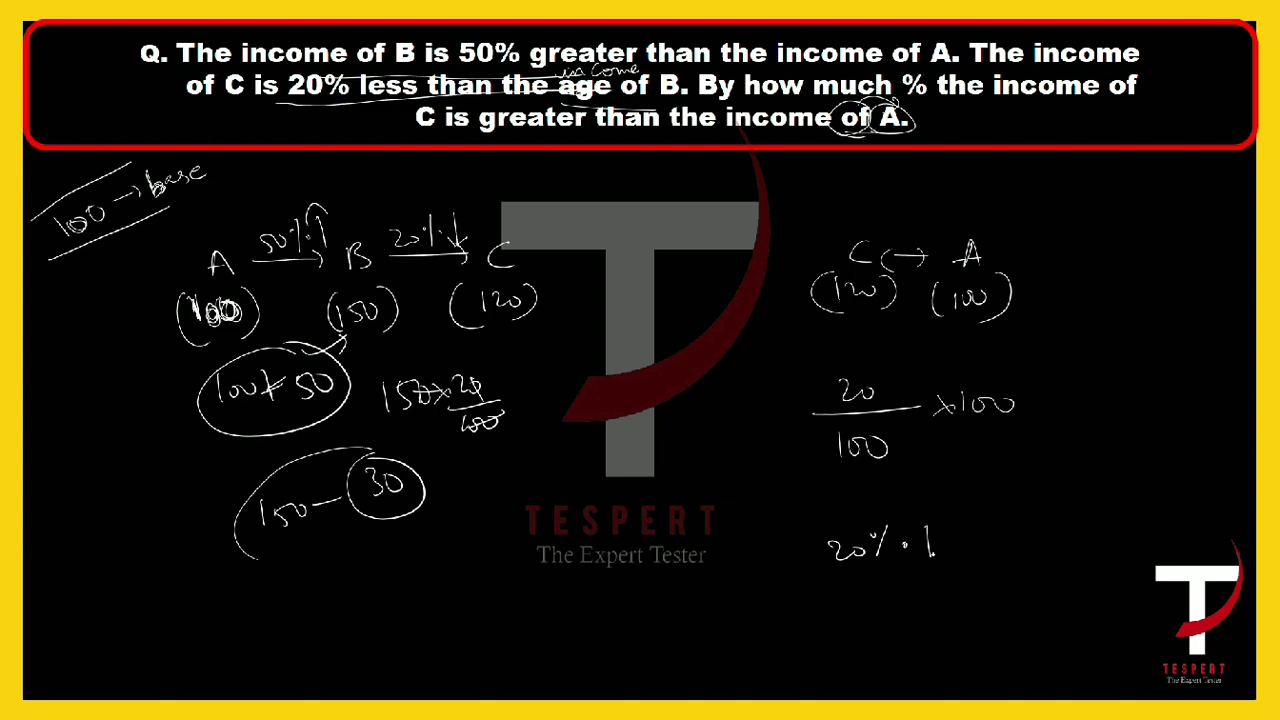 Q. The income of B is 50% greater than the income of A. The income
income
of C is 20% less than the age of B. By how much % the income of
C is greater than the income of A.
100 → base
A 50%↑ B 20%↓ C
(100) (150) (120)
100+50
150×20/100
150 - 30
C ↔ A
(120) (100)
20/100 ×100
20%
TESPERT
The Expert Tester
TESPERT
The Expert Tester